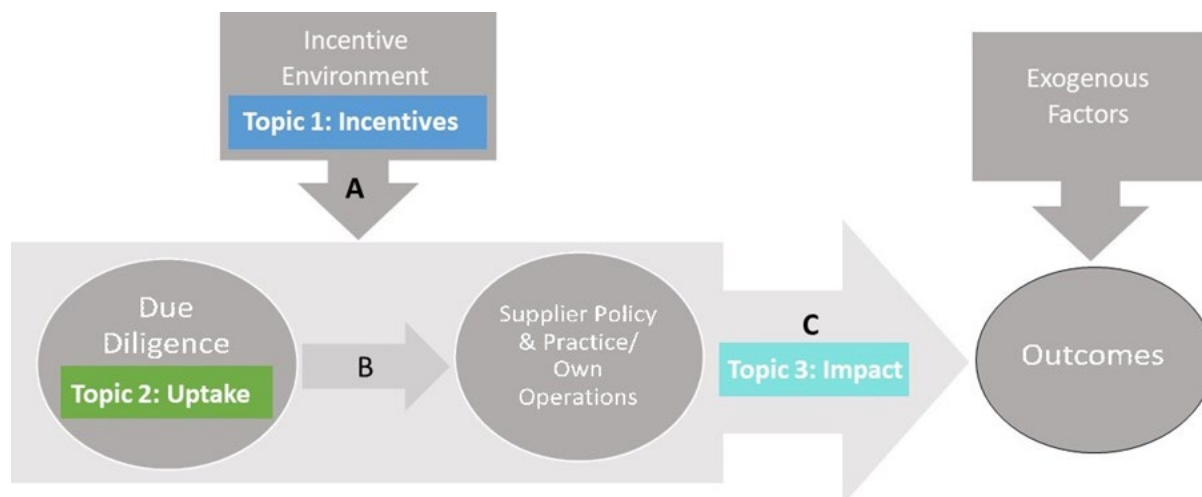 Incentive
Environment
Topic 1: Incentives
A
Exogenous
Factors
Due
Diligence
Topic 2: Uptake
B
Supplier Policy
& Practice/
Own
Operations
C
Topic 3: Impact
Outcomes